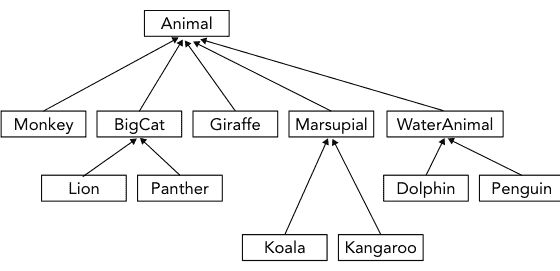 Animal
Monkey
BigCat
Giraffe
Marsupial
WaterAnimal
Lion
Panther
Dolphin
Penguin
Koala
Kangaroo